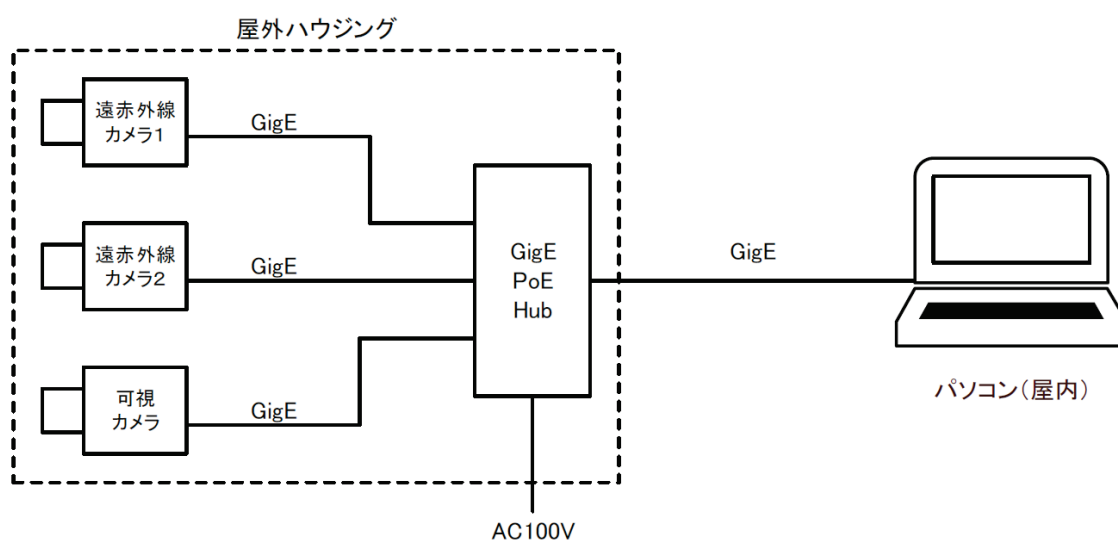 屋外ハウジング
遠赤外線
カメラ1
GigE
遠赤外線
カメラ2
GigE
可視
カメラ
GigE
GigE
PoE
Hub
AC100V
GigE
パソコン(屋内)